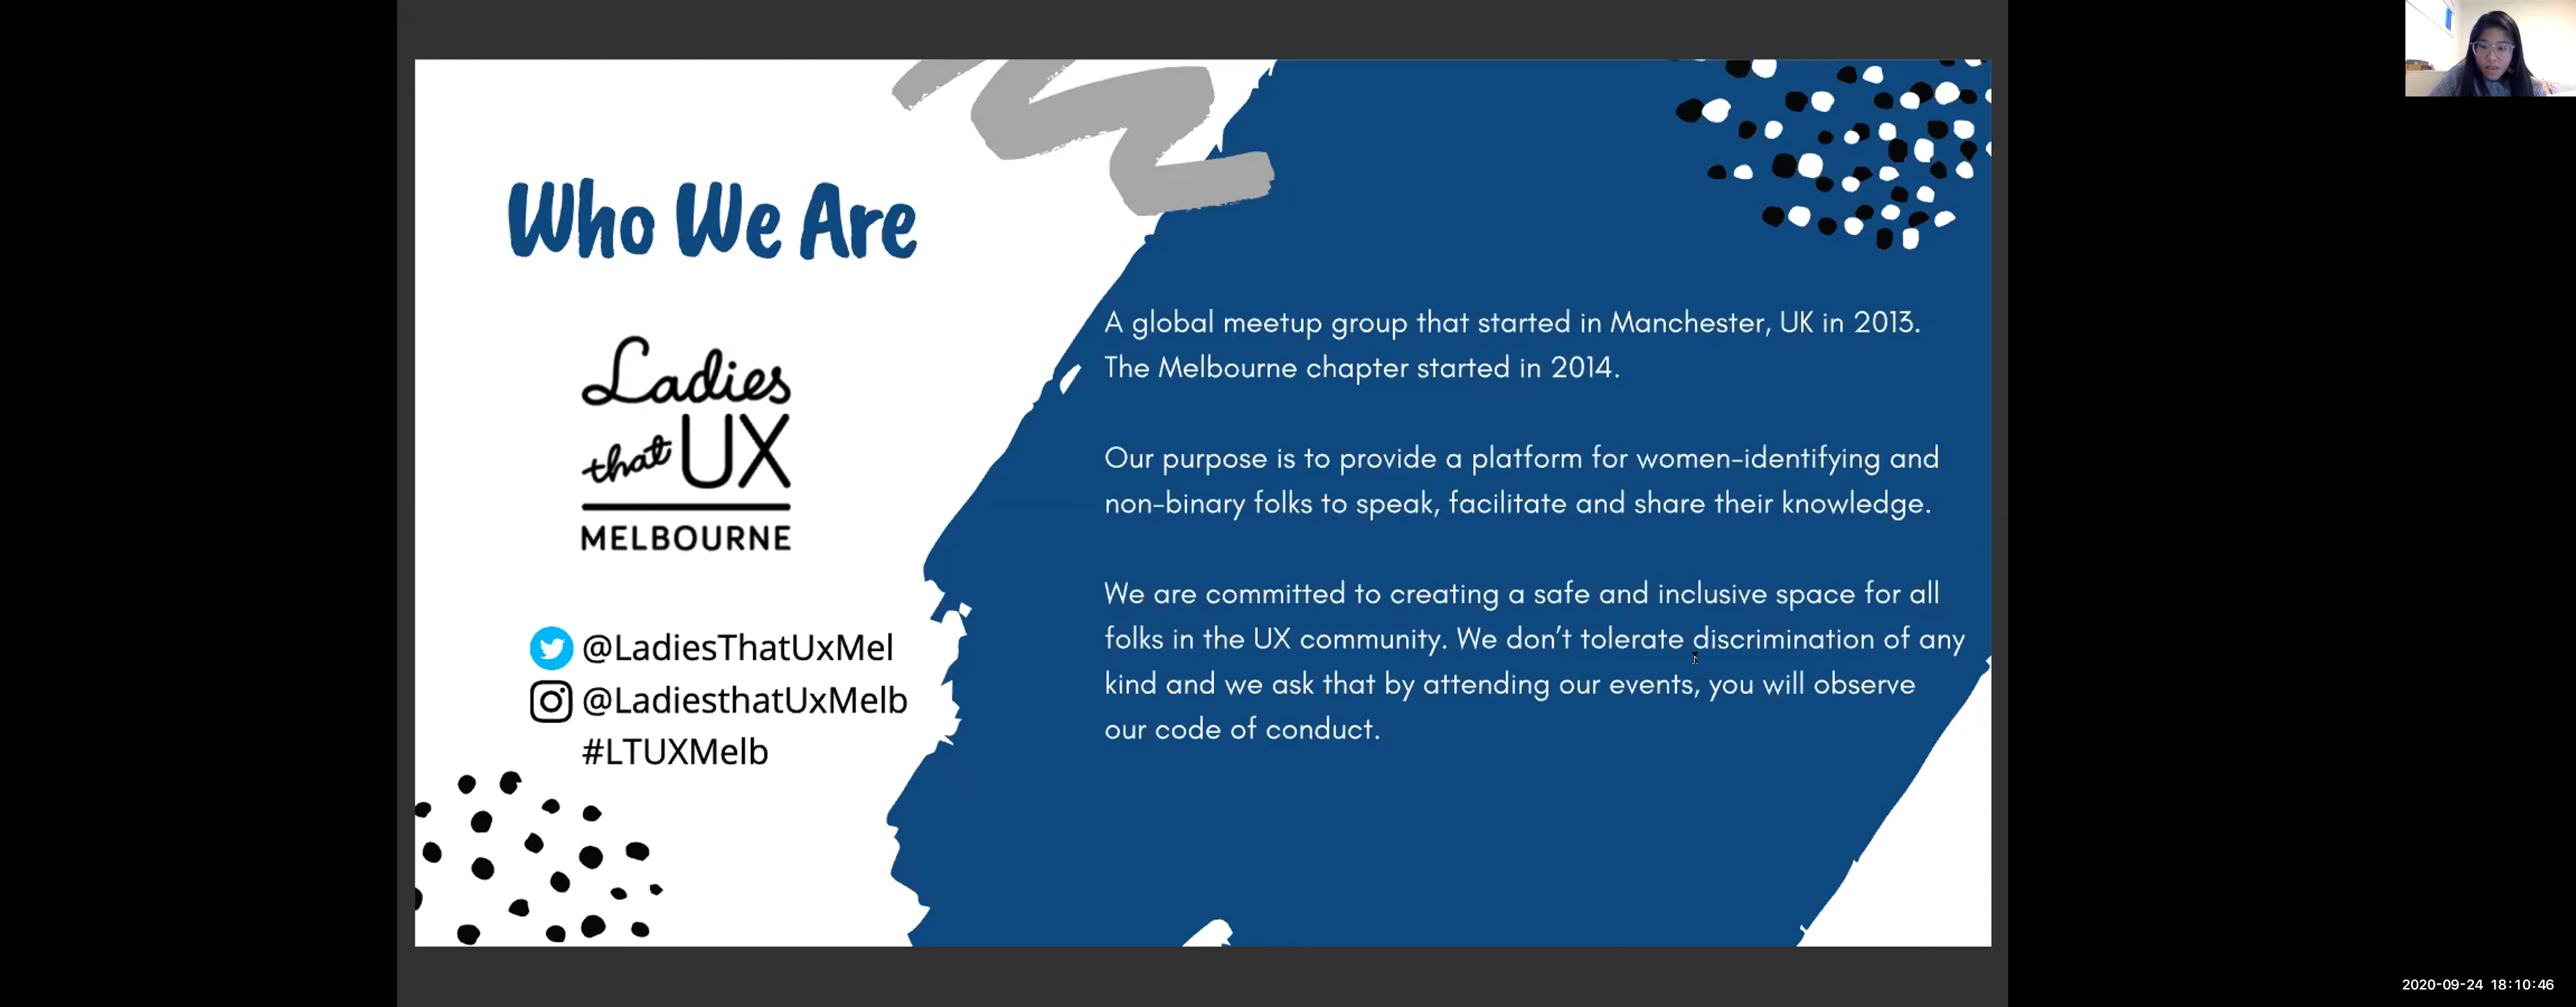 Who We Are
Ladies
that UX
MELBOURNE
@LadiesThatUxMel
@LadiesthatUxMelb
#LTUXMelb
A global meetup group that started in Manchester, UK in 2013.
The Melbourne chapter started in 2014.
Our purpose is to provide a platform for women-identifying and
non-binary folks to speak, facilitate and share their knowledge.
We are committed to creating a safe and inclusive space for all
folks in the UX community. We don't tolerate discrimination of any
kind and we ask that by attending our events, you will observe
our code of conduct.
2020-09-24 18:10:46